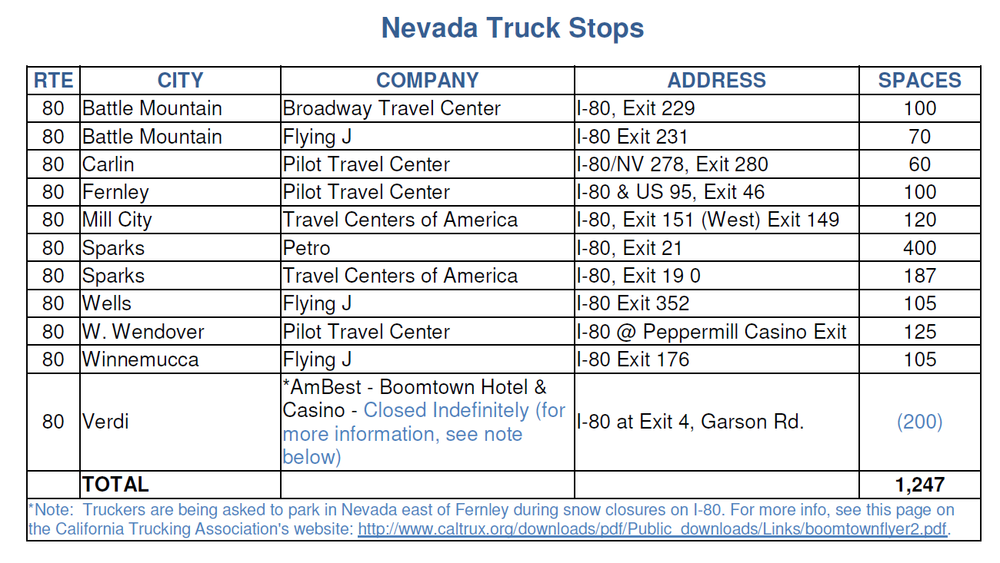 Nevada Truck Stops
RTE CITY COMPANY ADDRESS SPACES
80 Battle Mountain Broadway Travel Center I-80, Exit 229 100
80 Battle Mountain Flying J I-80 Exit 231 70
80 Carlin Pilot Travel Center I-80/NV 278, Exit 280 60
80 Fernley Pilot Travel Center I-80 & US 95, Exit 46 100
80 Mill City Travel Centers of America I-80, Exit 151 (West) Exit 149 120
80 Sparks Petro I-80, Exit 21 400
80 Sparks Travel Centers of America I-80, Exit 19 0 187
80 Wells Flying J I-80 Exit 352 105
80 W. Wendover Pilot Travel Center I-80 @ Peppermill Casino Exit 125
80 Winnemucca Flying J I-80 Exit 176 105
*AmBest - Boomtown Hotel &
Casino - Closed Indefinitely (for
80 Verdi I-80 at Exit 4, Garson Rd. (200)
more information, see note
below)
TOTAL 1,247
*Note: Truckers are being asked to park in Nevada east of Fernley during snow closures on I-80. For more info, see this page on
the California Trucking Association's website: http://www.caltrux.org/downloads/pdf/Public_downloads/Links/boomtownflyer2.pdf.